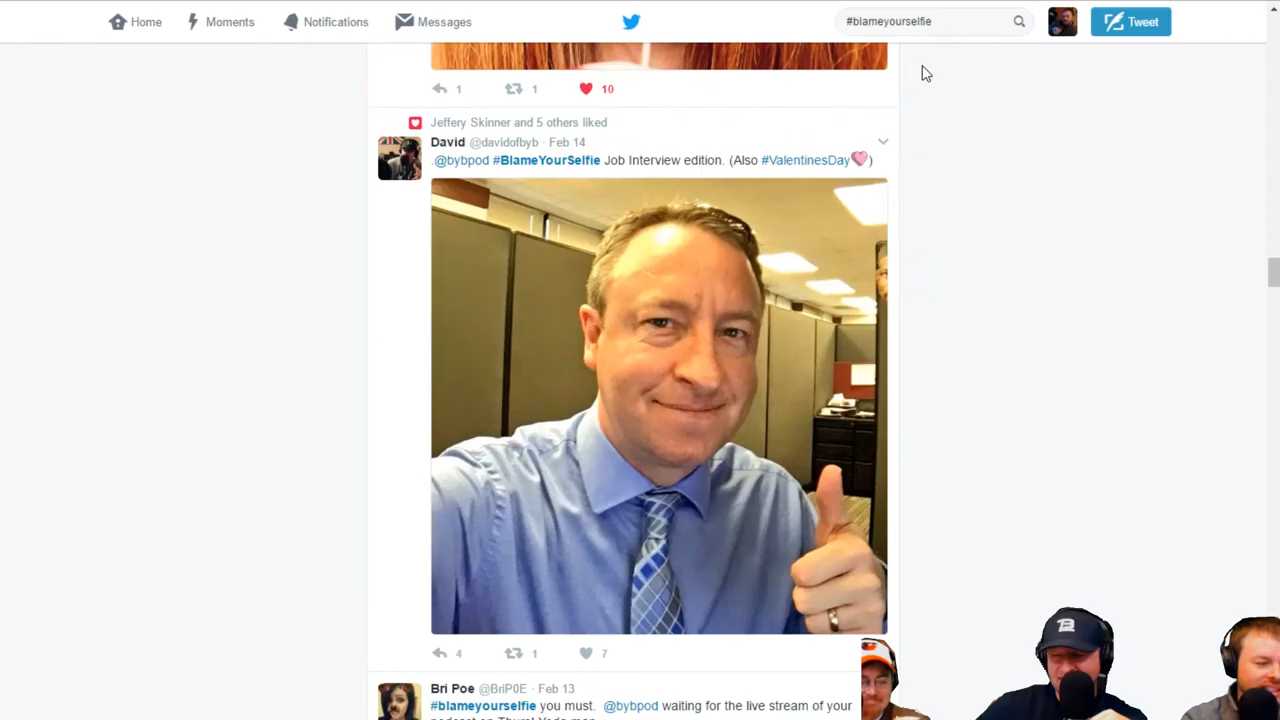 Home
Moments
Notifications
Messages
#blameyourselfie
Tweet
1
1
10
Jeffery Skinner and 5 others liked
David @davidofbyb · Feb 14
.@bybpod #BlameYourSelfie Job Interview edition. (Also #ValentinesDay)
4
1
7
Bri Poe @BriP0E · Feb 13
#blameyourselfie you must. @bybpod waiting for the live stream of your